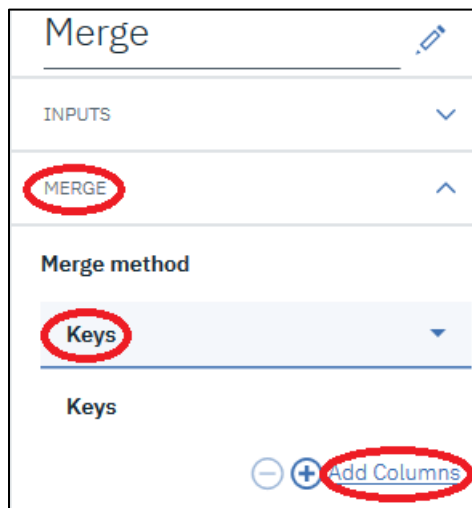 Merge
INPUTS
MERGE
Merge method
Keys
Keys
Add Columns